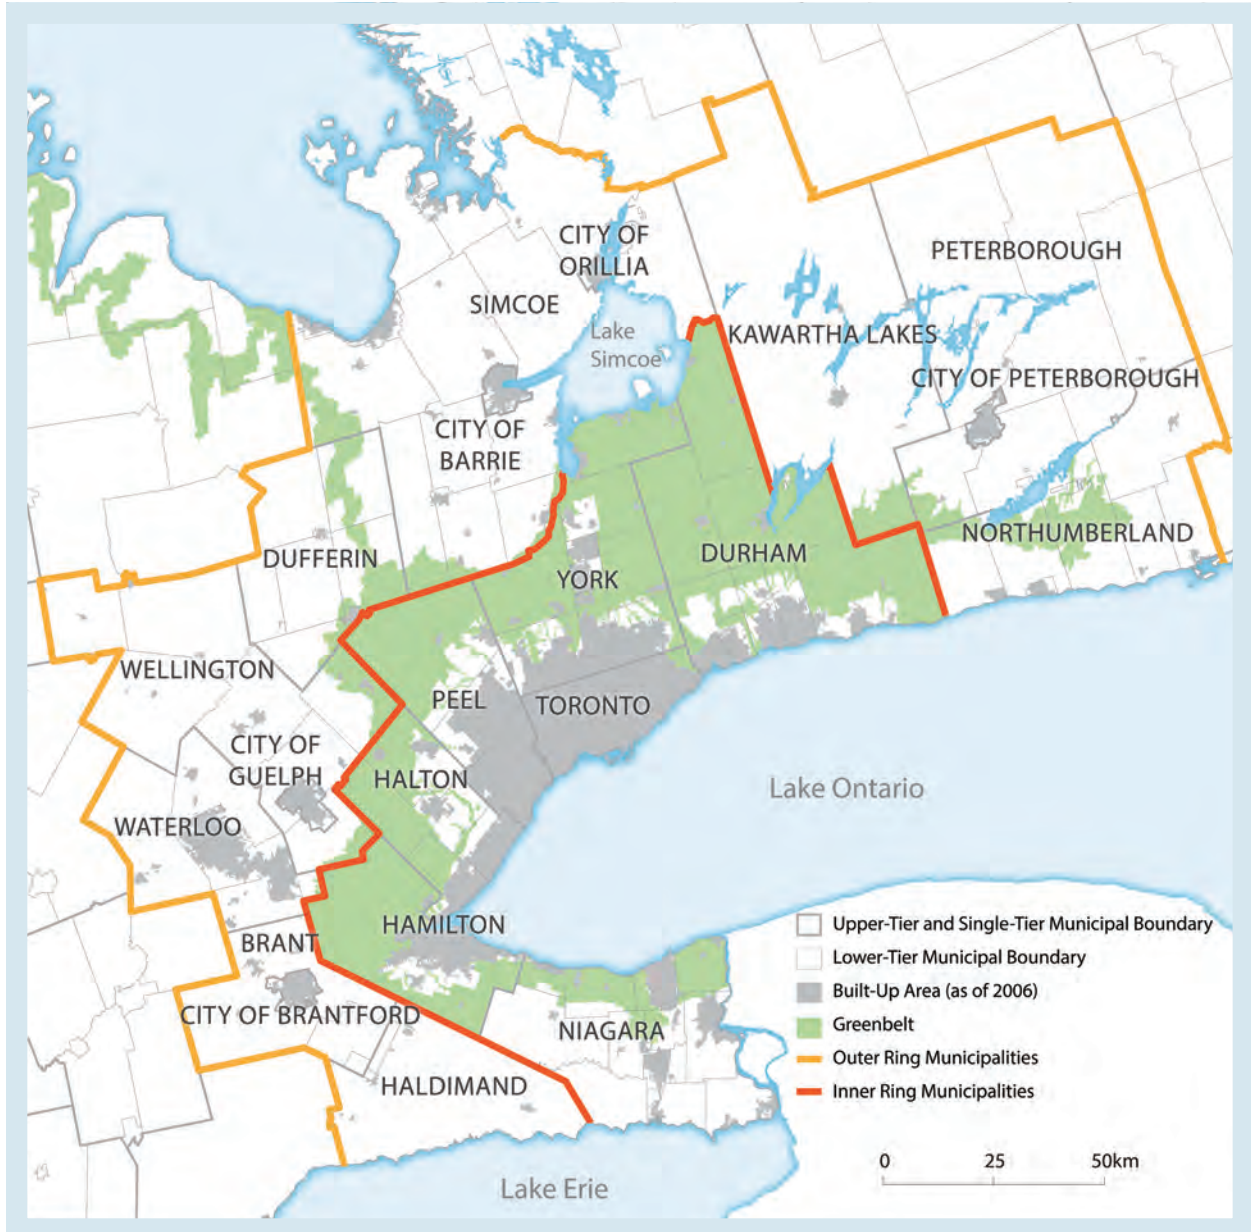 CITY OF
ORILLIA
PETERBOROUGH
SIMCOE
Lake
Simcoe
KAWARTHA LAKES
CITY OF PETERBOROUGH
CITY OF
BARRIE
NORTHUMBERLAND
DUFFERIN
DURHAM
YORK
WELLINGTON
PEEL
TORONTO
CITY OF
GUELPH
HALTON
Lake Ontario
WATERLOO
HAMILTON
BRANT
CITY OF BRANTFORD
NIAGARA
HALDIMAND
Lake Erie
Upper-Tier and Single-Tier Municipal Boundary
Lower-Tier Municipal Boundary
Built-Up Area (as of 2006)
Greenbelt
Outer Ring Municipalities
Inner Ring Municipalities
0 25 50km